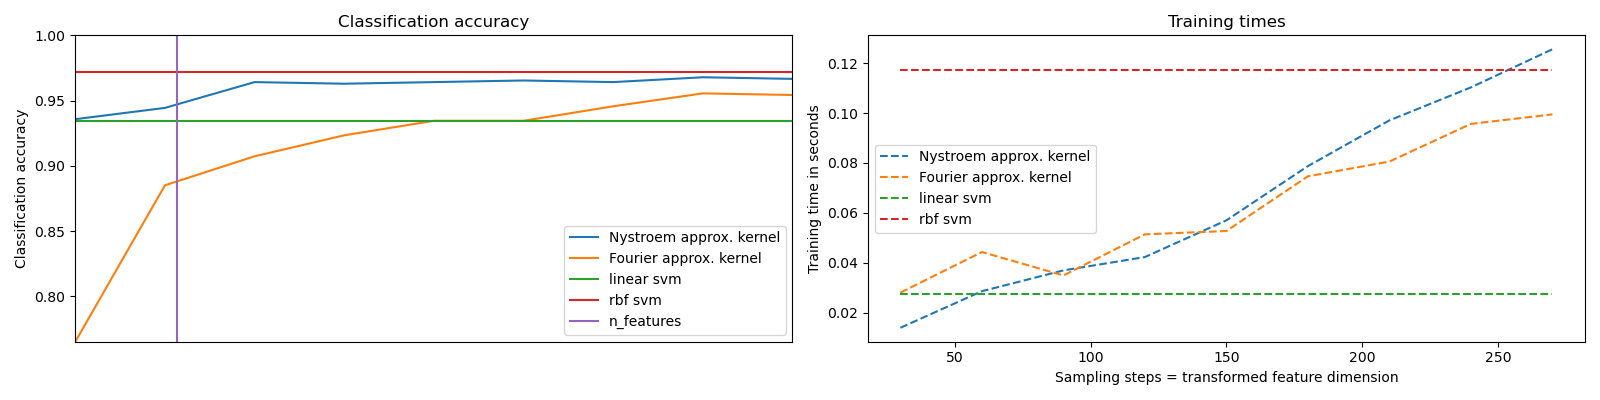 Classification accuracy
Classification accuracy
1.00
0.95
0.90
0.85
0.80
Nystroem approx. kernel
Fourier approx. kernel
linear svm
rbf svm
n_features
Training times
Training time in seconds
0.12
0.10
0.08
0.06
0.04
0.02
Nystroem approx. kernel
Fourier approx. kernel
linear svm
rbf svm
50
100
150
200
250
Sampling steps = transformed feature dimension